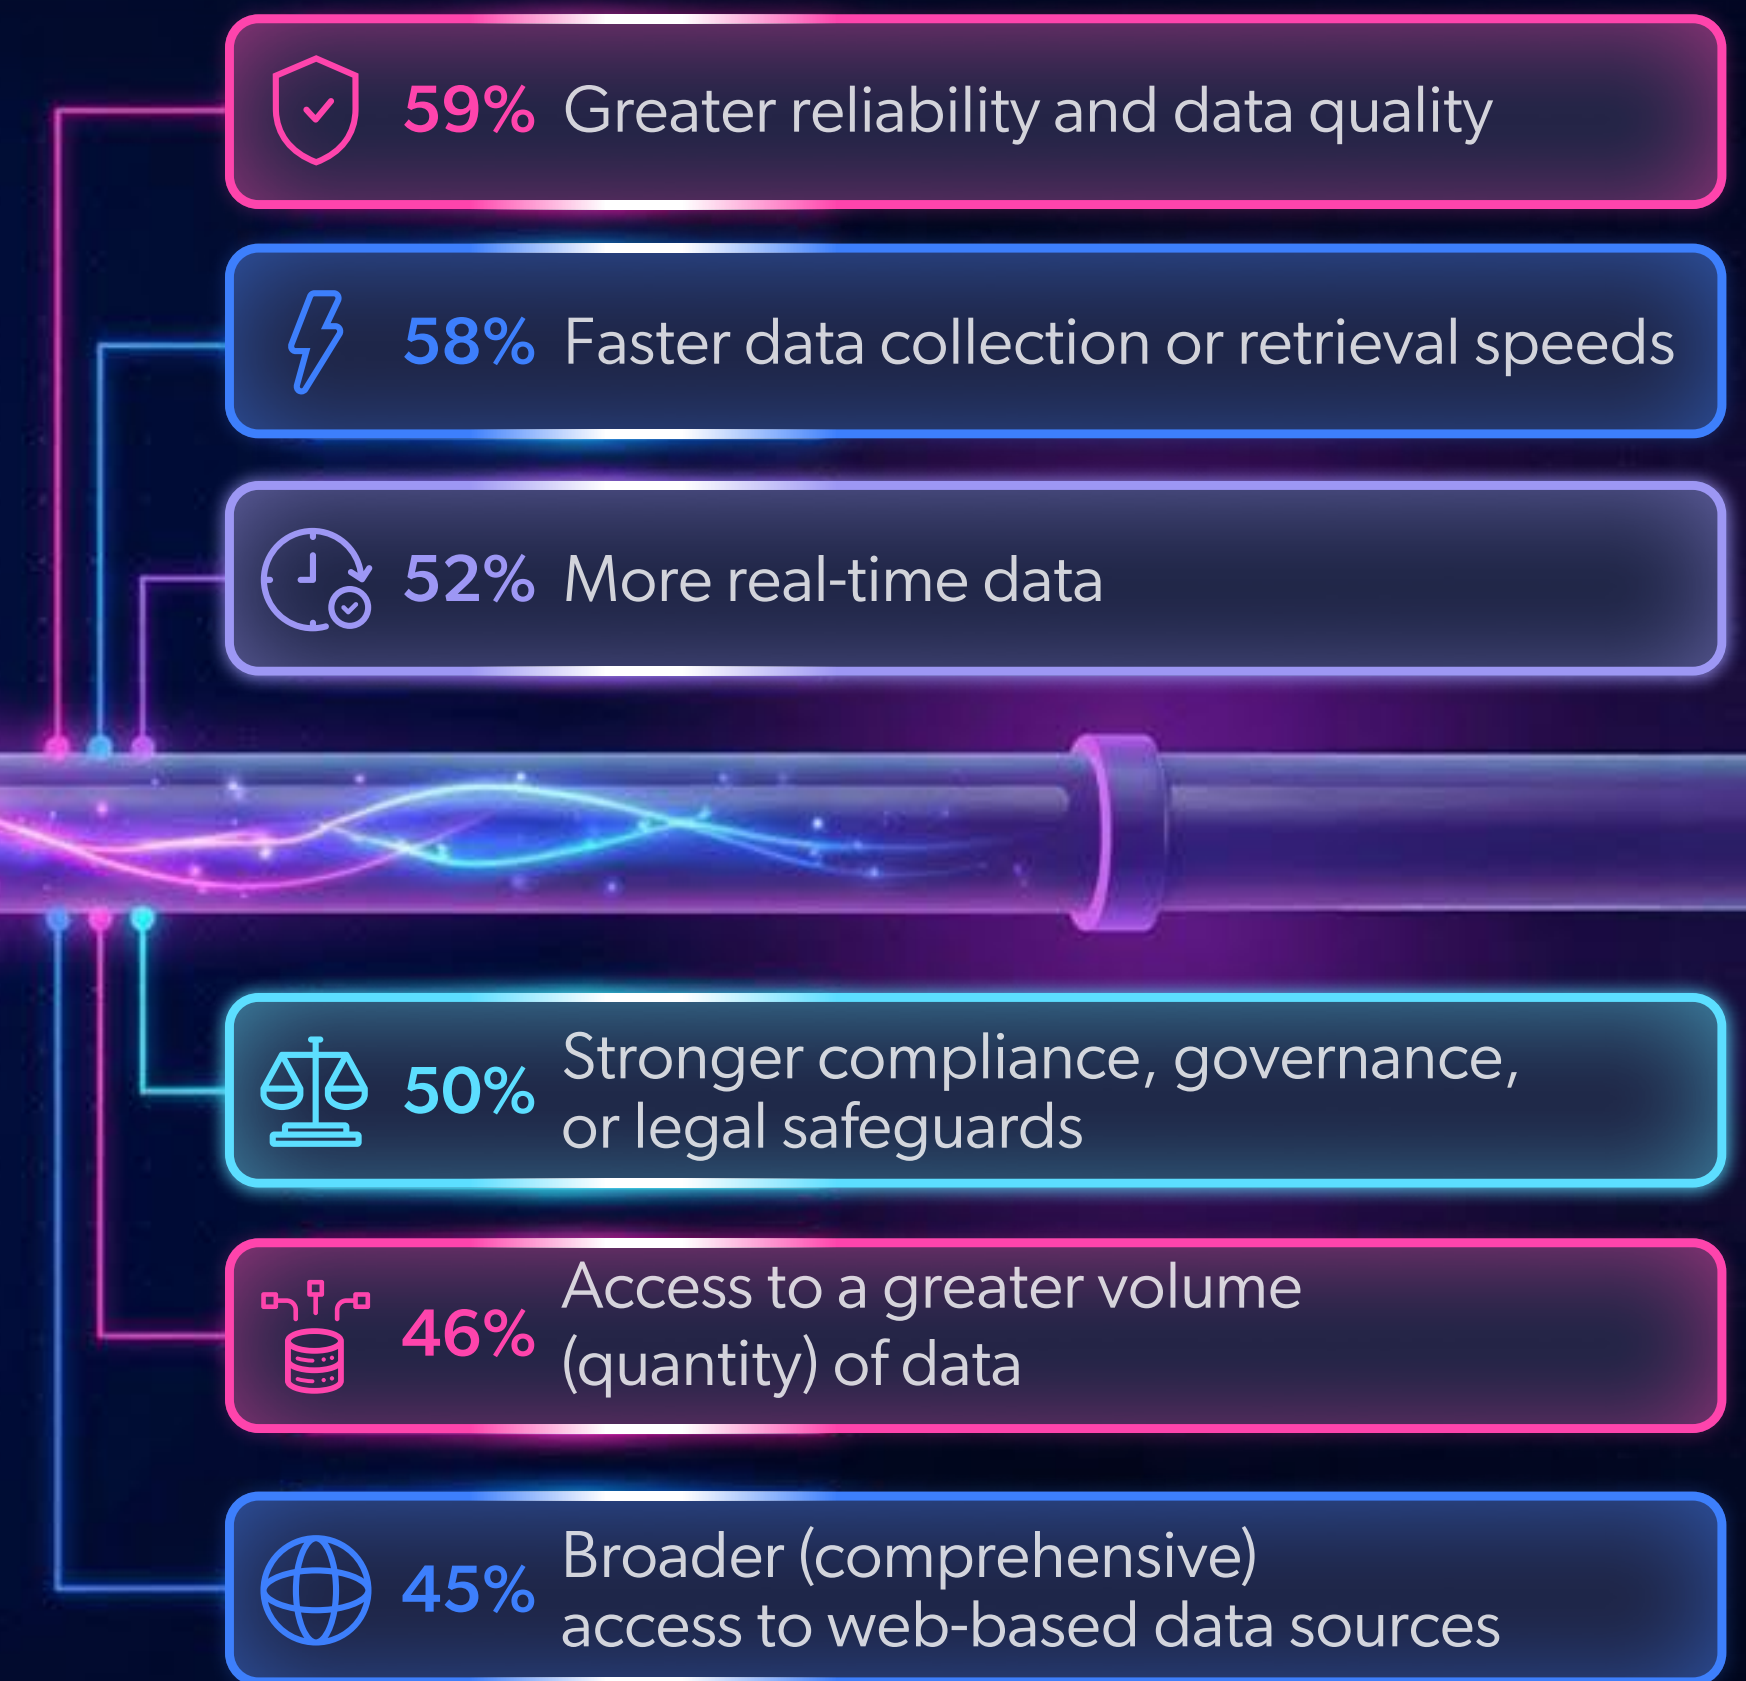 59% Greater reliability and data quality
58% Faster data collection or retrieval speeds
52% More real-time data
50% Stronger compliance, governance,
or legal safeguards
46% Access to a greater volume
(quantity) of data
45% Broader (comprehensive)
access to web-based data sources